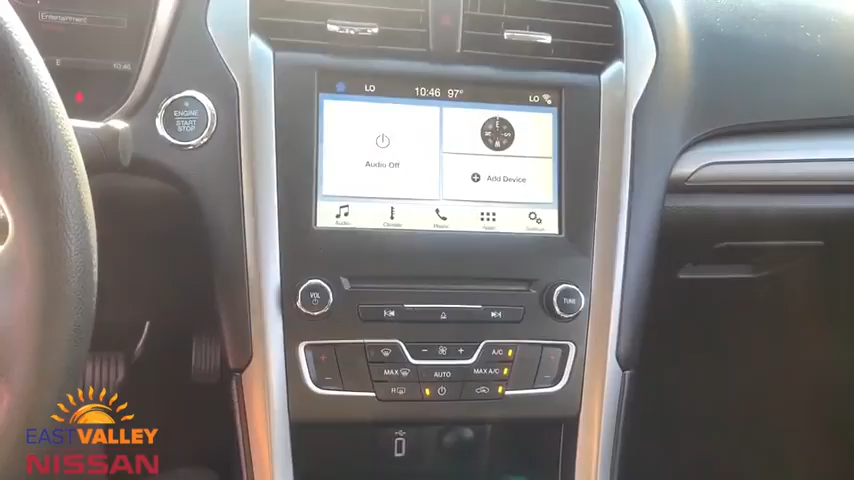 Entertainment
E
104.
ENGINE
START
STOP
LO
10:46 97°
LO
Audio Off
E
S
N
W
Add Device
Audio
Climate
Phone
Apps
Settings
VOL
TUNE
A/C
MAX
AUTO
MAX A/C
R
EAST VALLEY
NISSAN